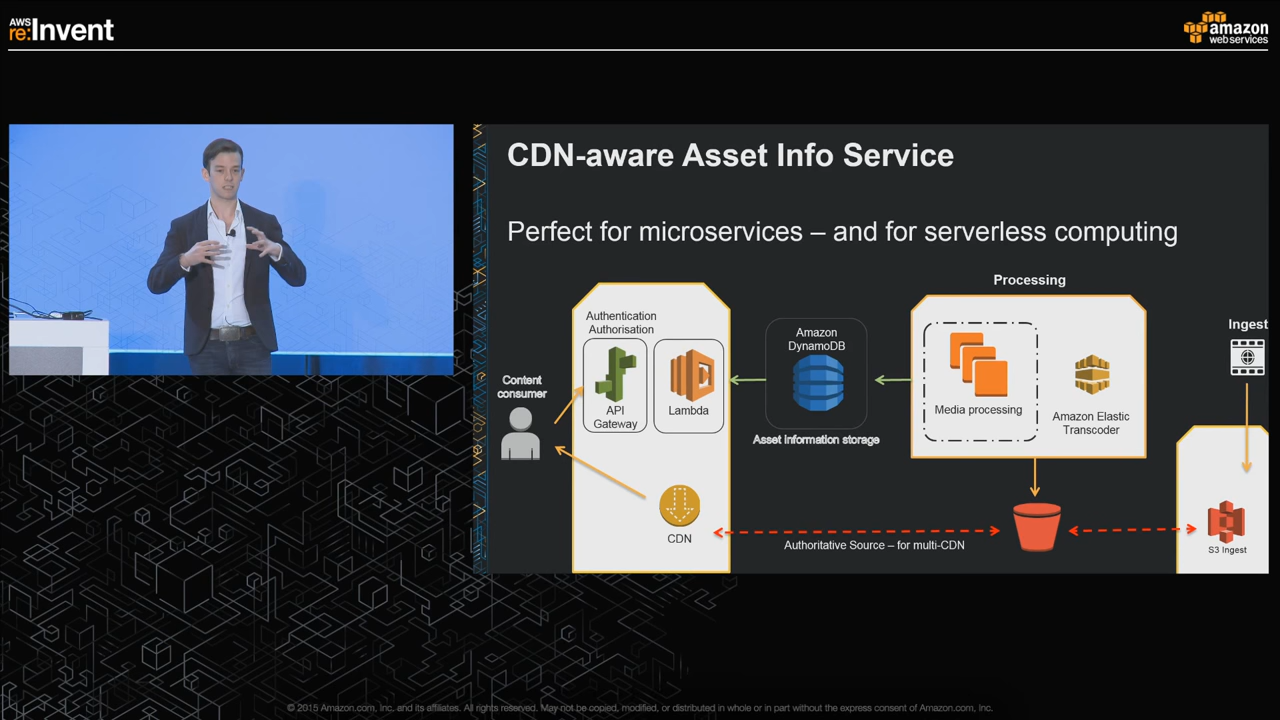 AWS
re:Invent
amazon
webservices
CDN-aware Asset Info Service
Perfect for microservices – and for serverless computing
Processing
Ingest
Authentication
Authorisation
API
Gateway
Lambda
Amazon
DynamoDB
Asset information storage
Media processing
Amazon Elastic
Transcoder
Content
consumer
CDN
Authoritative Source – for multi-CDN
S3 Ingest
© 2015 Amazon.com, Inc. and its affiliates. All rights reserved. May not be copied, modified, or distributed in whole or in part without the express consent of Amazon.com, Inc.